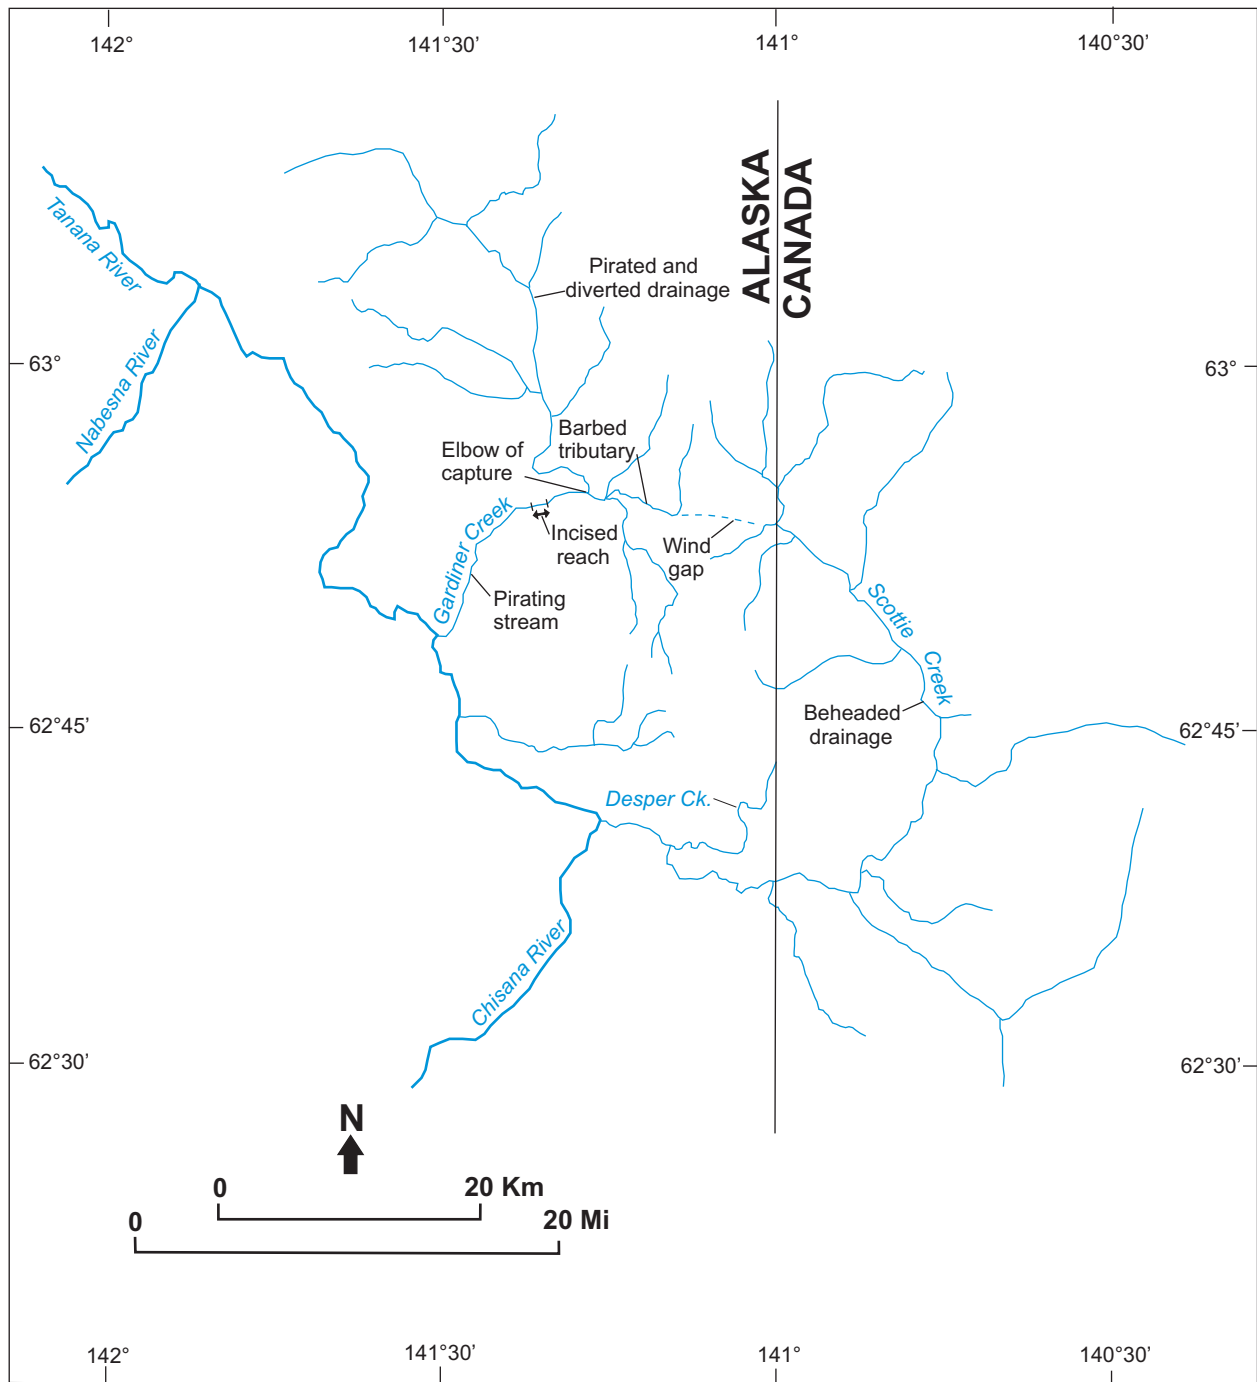 142°
141°30’
141°
140°30’
ALASKA
CANADA
Tanana River
Pirated and
diverted drainage
Nabesna River
63°
63°
Barbed
tributary
Elbow of
capture
Gardiner Creek
Incised
reach
Wind
gap
Pirating
stream
Scottie
Creek
Beheaded
drainage
62°45’
62°45’
Desper Ck.
Chisana River
62°30’
62°30’
N
0
20 Km
0
20 Mi
142°
141°30’
141°
140°30’